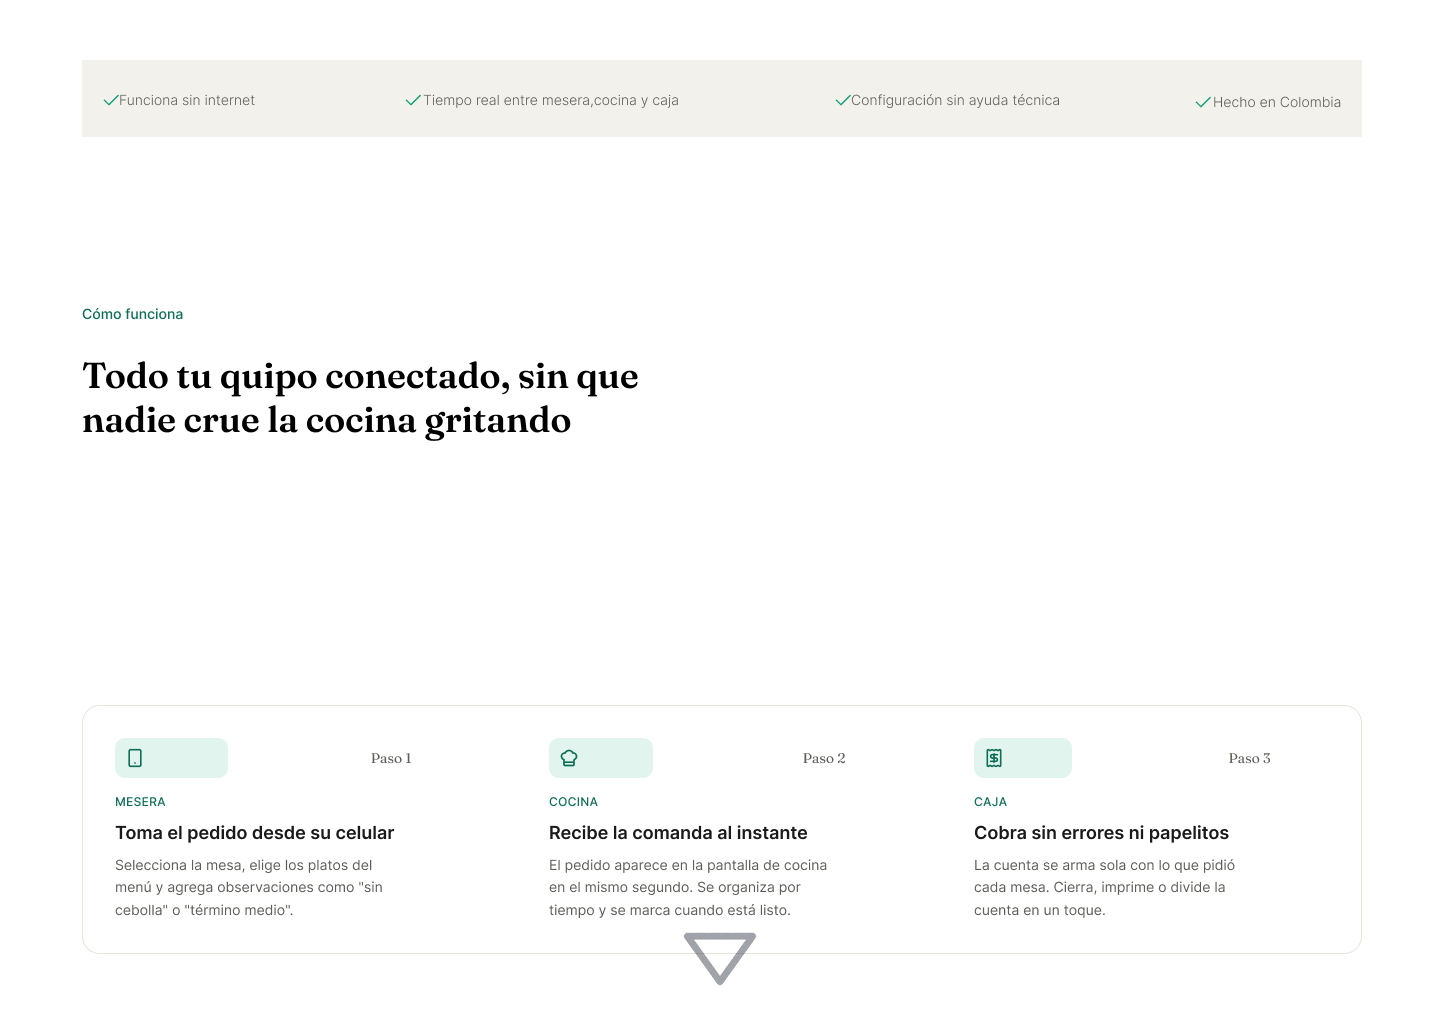 Funciona sin internet
Tiempo real entre mesera,cocina y caja
Configuración sin ayuda técnica
Hecho en Colombia
Cómo funciona
Todo tu quipo conectado, sin que
nadie crue la cocina gritando
Paso 1
MESERA
Toma el pedido desde su celular
Selecciona la mesa, elige los platos del
menú y agrega observaciones como "sin
cebolla" o "término medio".
Paso 2
COCINA
Recibe la comanda al instante
El pedido aparece en la pantalla de cocina
en el mismo segundo. Se organiza por
tiempo y se marca cuando está listo.
Paso 3
CAJA
Cobra sin errores ni papelitos
La cuenta se arma sola con lo que pidió
cada mesa. Cierra, imprime o divide la
cuenta en un toque.